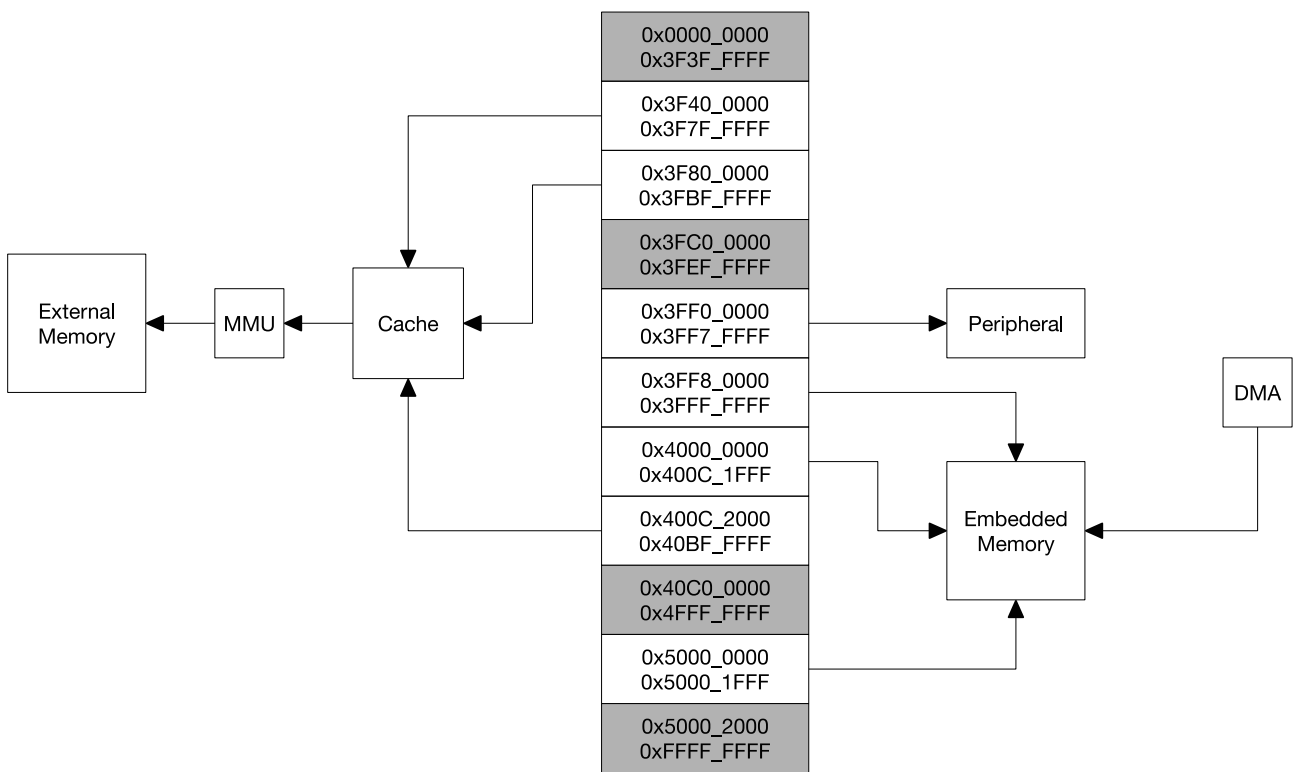 0x0000_0000
0x3F3F_FFFF
0x3F40_0000
0x3F7F_FFFF
0x3F80_0000
0x3FBF_FFFF
0x3FC0_0000
0x3FEF_FFFF
External
Memory
MMU
Cache
0x3FF0_0000
0x3FF7_FFFF
Peripheral
0x3FF8_0000
0x3FFF_FFFF
DMA
0x4000_0000
0x400C_1FFF
0x400C_2000
0x40BF_FFFF
Embedded
Memory
0x40C0_0000
0x4FFF_FFFF
0x5000_0000
0x5000_1FFF
0x5000_2000
0xFFFF_FFFF